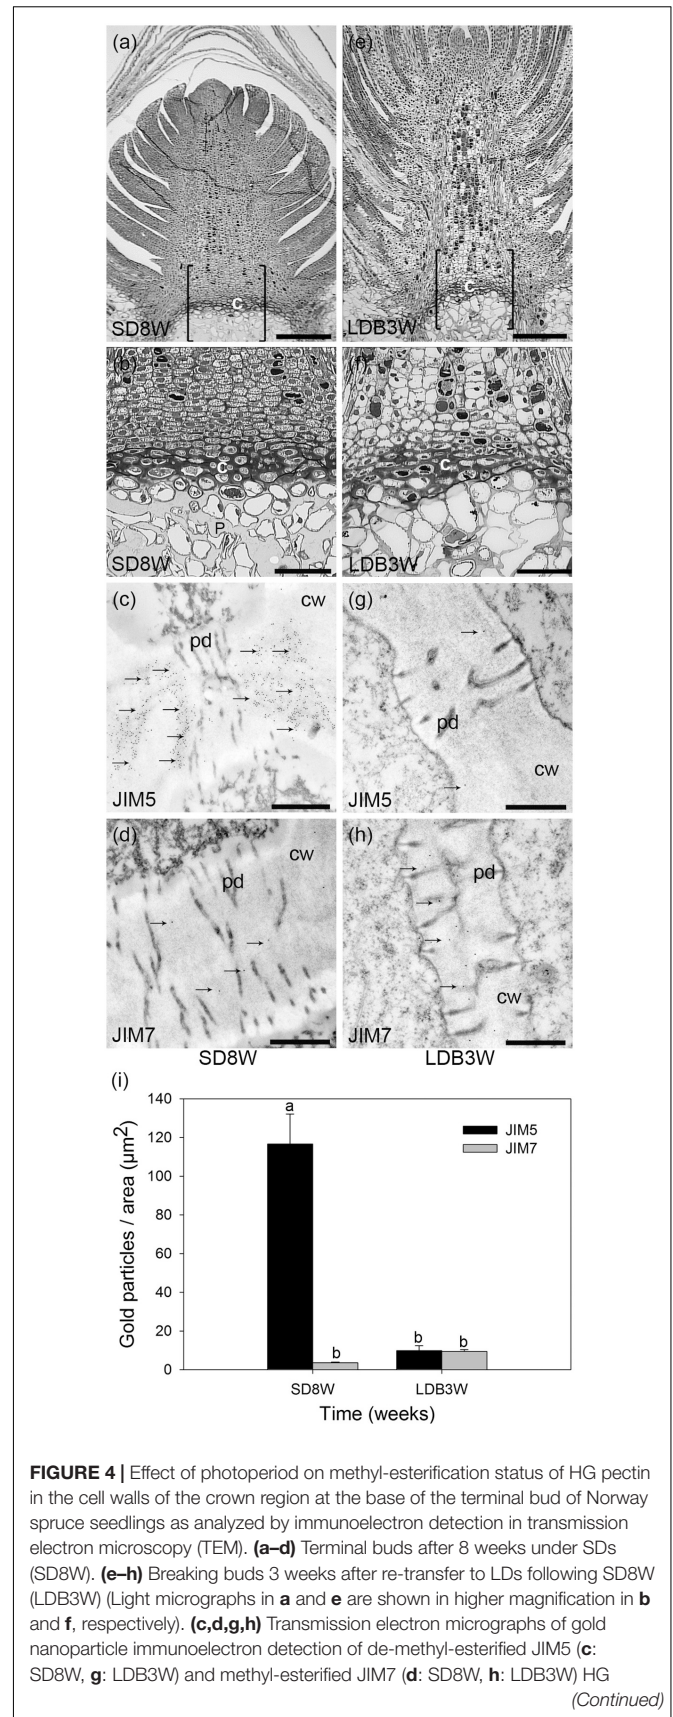 (a)
(e)
C
C
SD8W
LDB3W
(b)
(f)
C
C
P
SD8W
LDB3W
(c)
cw
(g)
pd
pd
cw
JIM5
JIM5
(d)
cw
(h)
pd
pd
cw
JIM7
JIM7
SD8W
LDB3W
(i)
140
120
100
80
60
40
20
0
Gold particles / area (µm2)
a
b
b
b
JIM5
JIM7
SD8W
LDB3W
Time (weeks)
FIGURE 4 | Effect of photoperiod on methyl-esterification status of HG pectin
in the cell walls of the crown region at the base of the terminal bud of Norway
spruce seedlings as analyzed by immunoelectron detection in transmission
electron microscopy (TEM). (a–d) Terminal buds after 8 weeks under SDs
(SD8W). (e–h) Breaking buds 3 weeks after re-transfer to LDs following SD8W
(LDB3W) (Light micrographs in a and e are shown in higher magnification in b
and f, respectively). (c,d,g,h) Transmission electron micrographs of gold
nanoparticle immunoelectron detection of de-methyl-esterified JIM5 (c:
SD8W, g: LDB3W) and methyl-esterified JIM7 (d: SD8W, h: LDB3W) HG
(Continued)